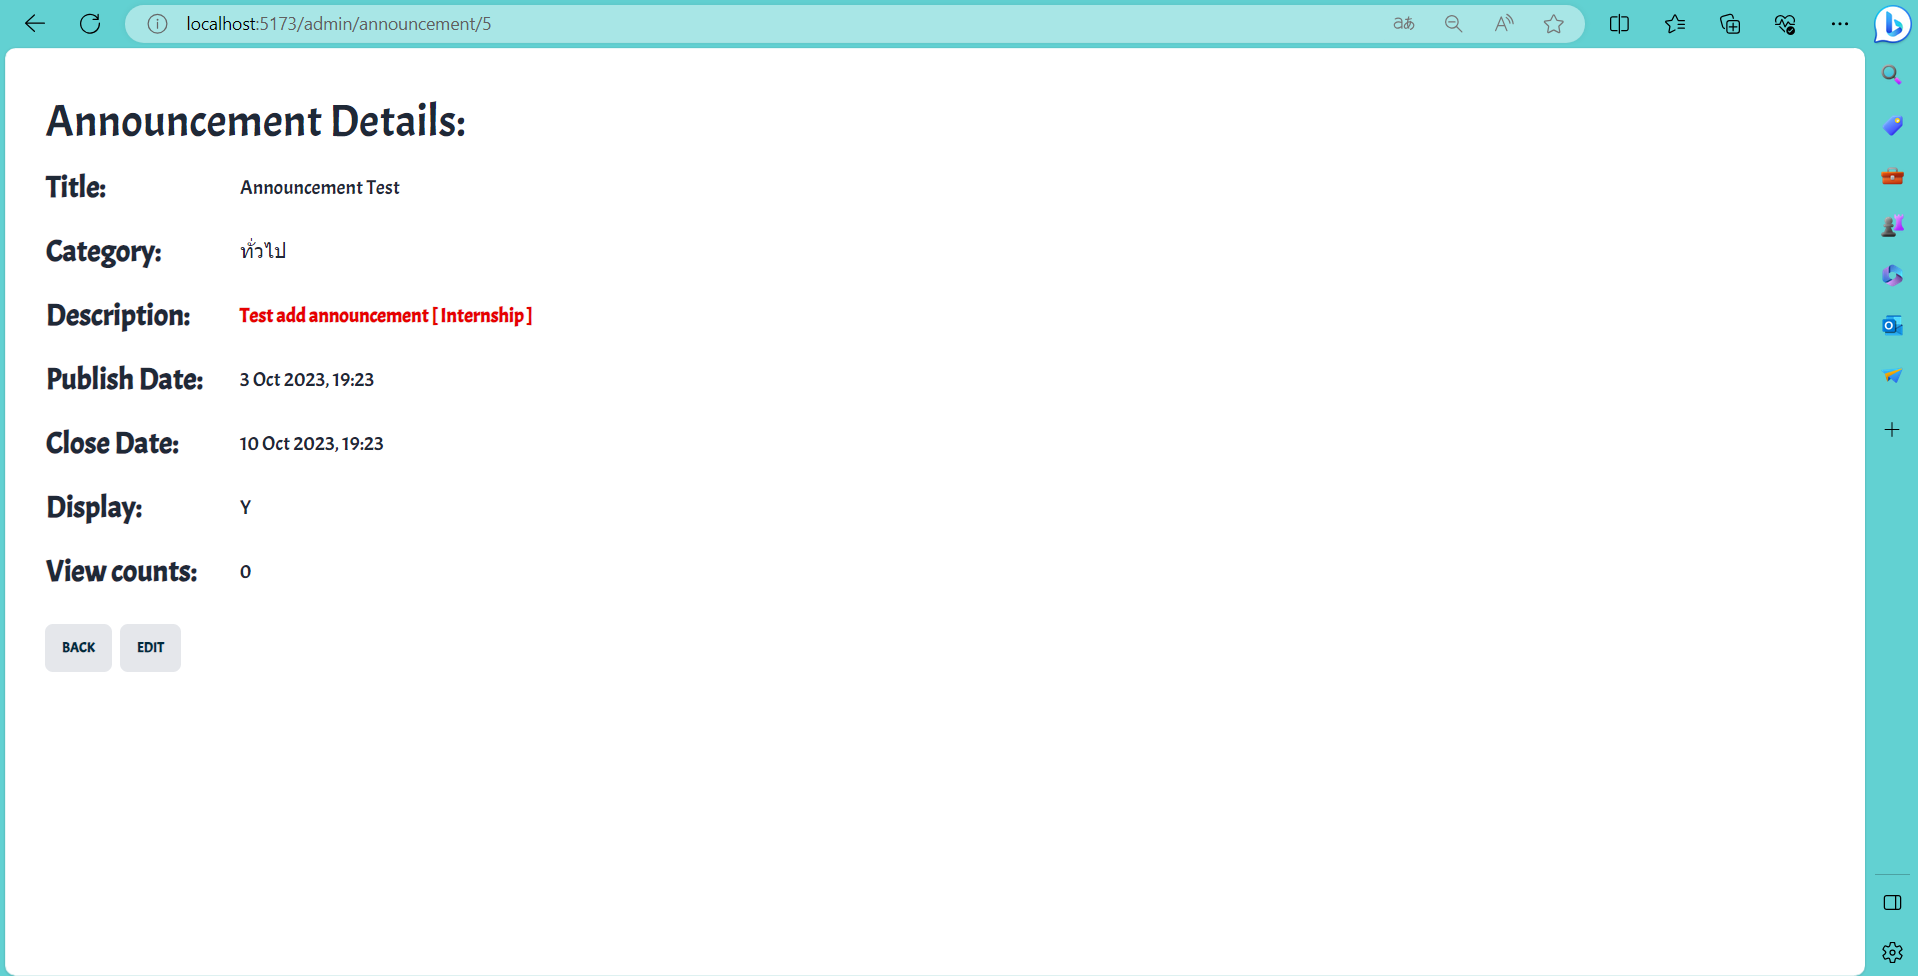 localhost:5173/admin/announcement/5
Announcement Details:
Title: Announcement Test
Category: ทั่วไป
Description: Test add announcement [ Internship ]
Publish Date: 3 Oct 2023, 19:23
Close Date: 10 Oct 2023, 19:23
Display: Y
View counts: 0
BACK EDIT